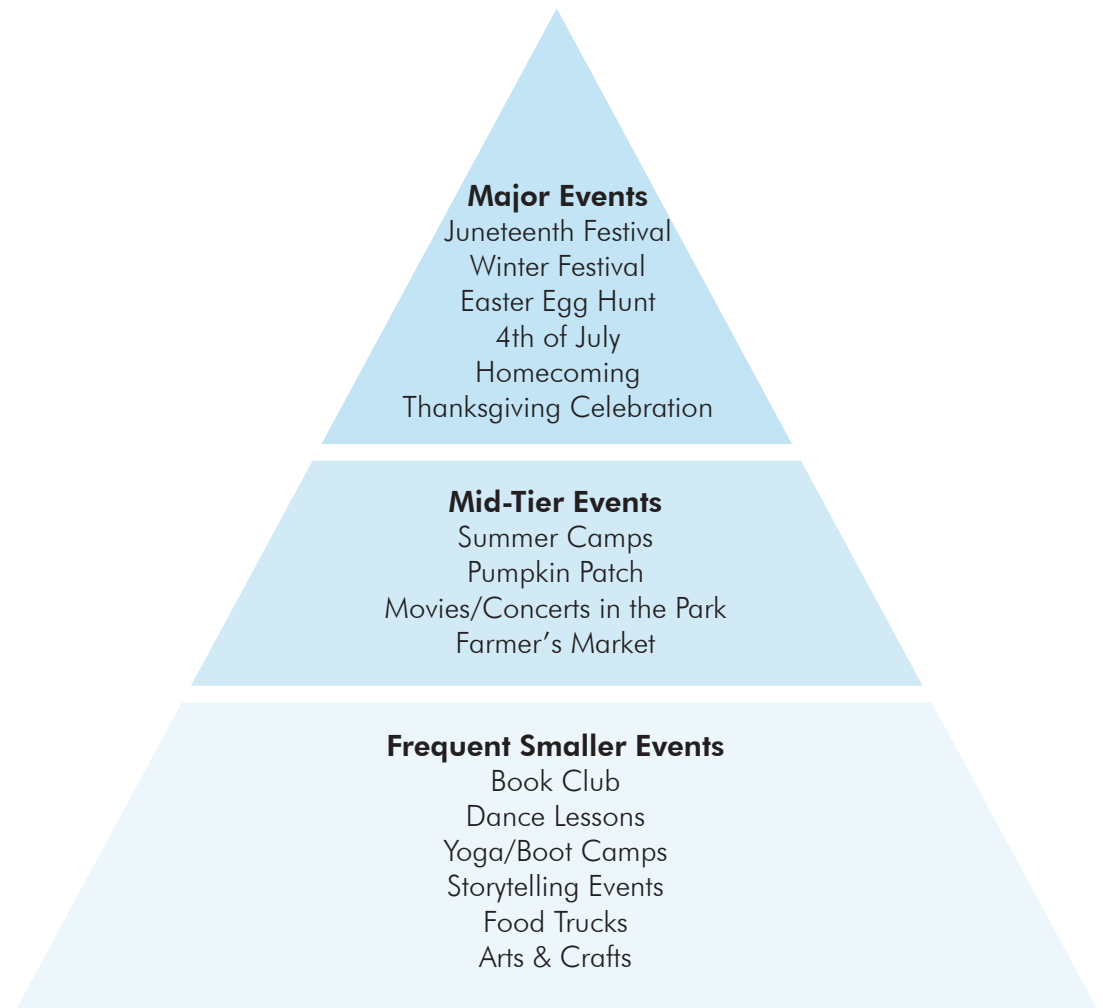 Major Events
Juneteenth Festival
Winter Festival
Easter Egg Hunt
4th of July
Homecoming
Thanksgiving Celebration
Mid-Tier Events
Summer Camps
Pumpkin Patch
Movies/Concerts in the Park
Farmer’s Market
Frequent Smaller Events
Book Club
Dance Lessons
Yoga/Boot Camps
Storytelling Events
Food Trucks
Arts & Crafts